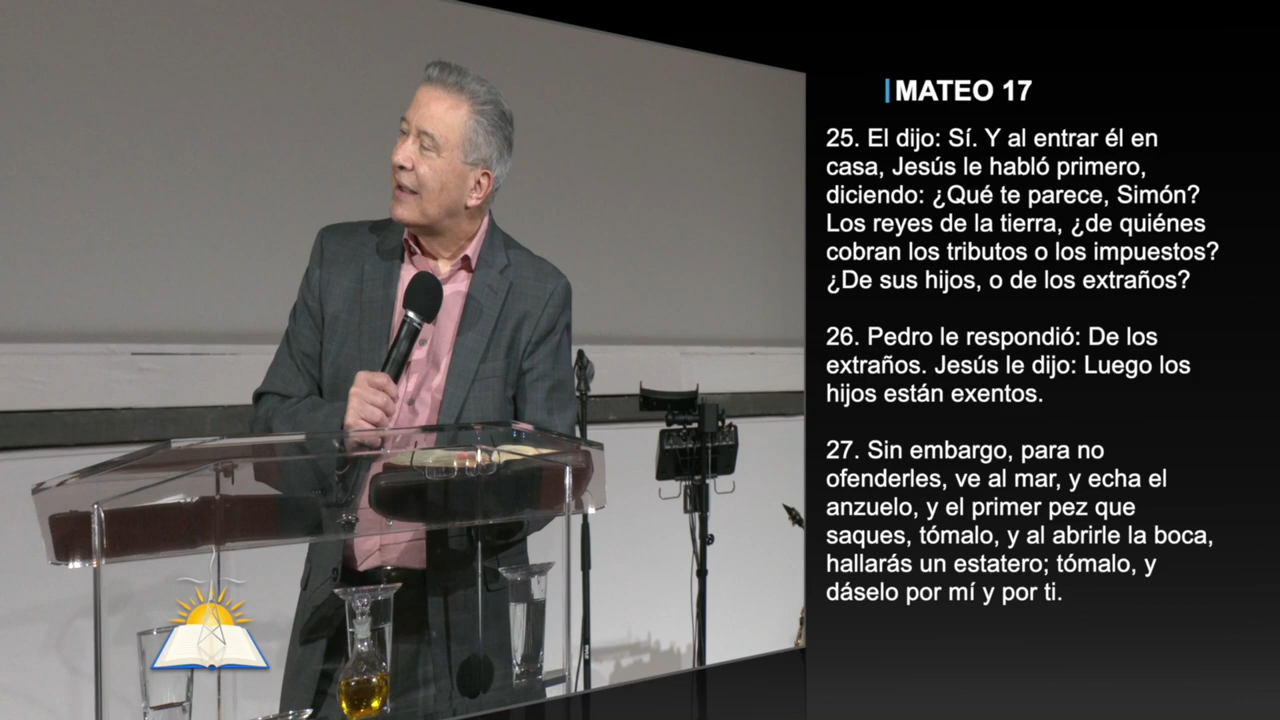 MATEO 17
25. El dijo: Sí. Y al entrar él en
casa, Jesús le habló primero,
diciendo: ¿Qué te parece, Simón?
Los reyes de la tierra, ¿de quiénes
cobran los tributos o los impuestos?
¿De sus hijos, o de los extraños?
26. Pedro le respondió: De los
extraños. Jesús le dijo: Luego los
hijos están exentos.
27. Sin embargo, para no
ofenderles, ve al mar, y echa el
anzuelo, y el primer pez que
saques, tómalo, y al abrirle la boca,
hallarás un estatero; tómalo, y
dáselo por mí y por ti.